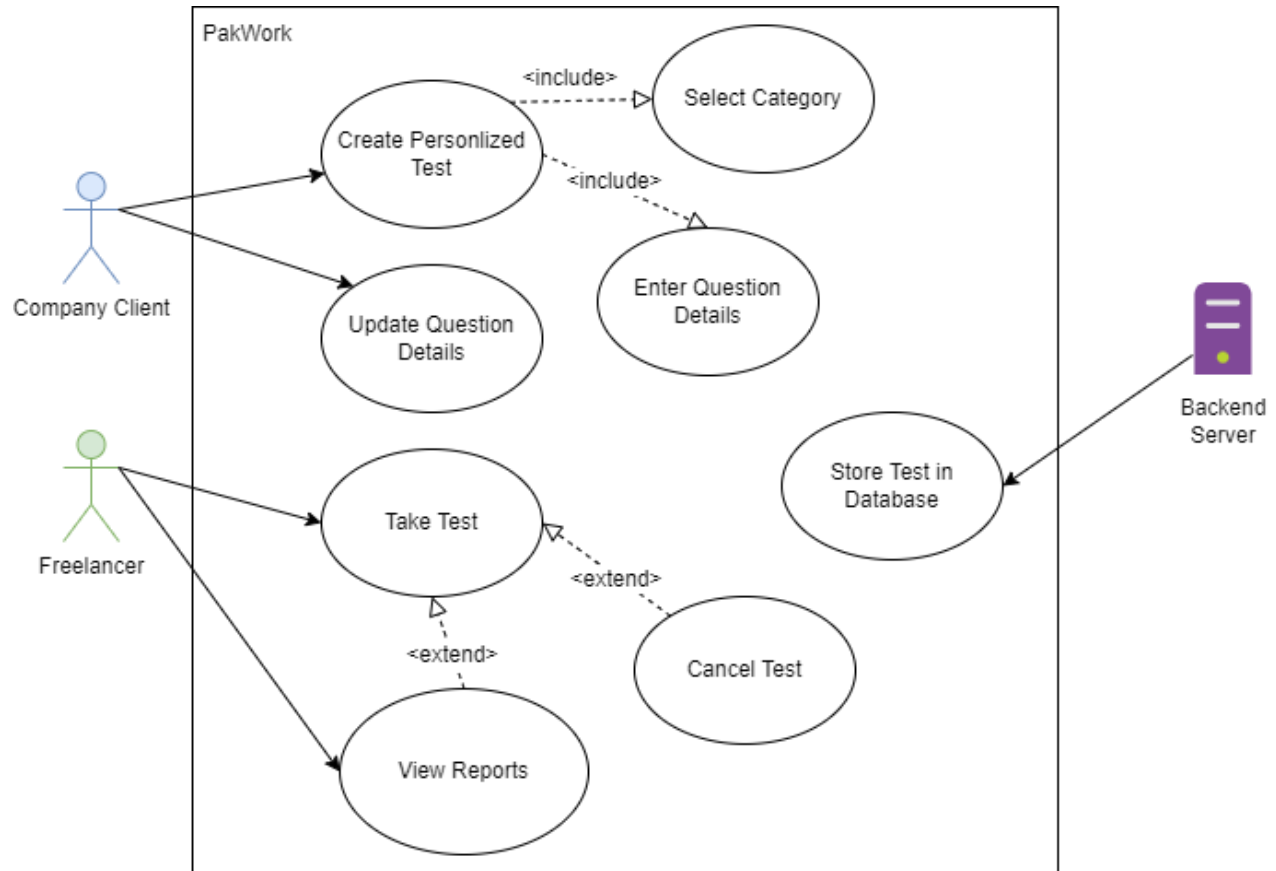 PakWork
<include>
Select Category
Create Personlized
Test
<include>
Enter Question
Details
Company Client
Update Question
Details
Backend
Server
Store Test in
Database
Take Test
Freelancer
<extend>
<extend>
Cancel Test
View Reports